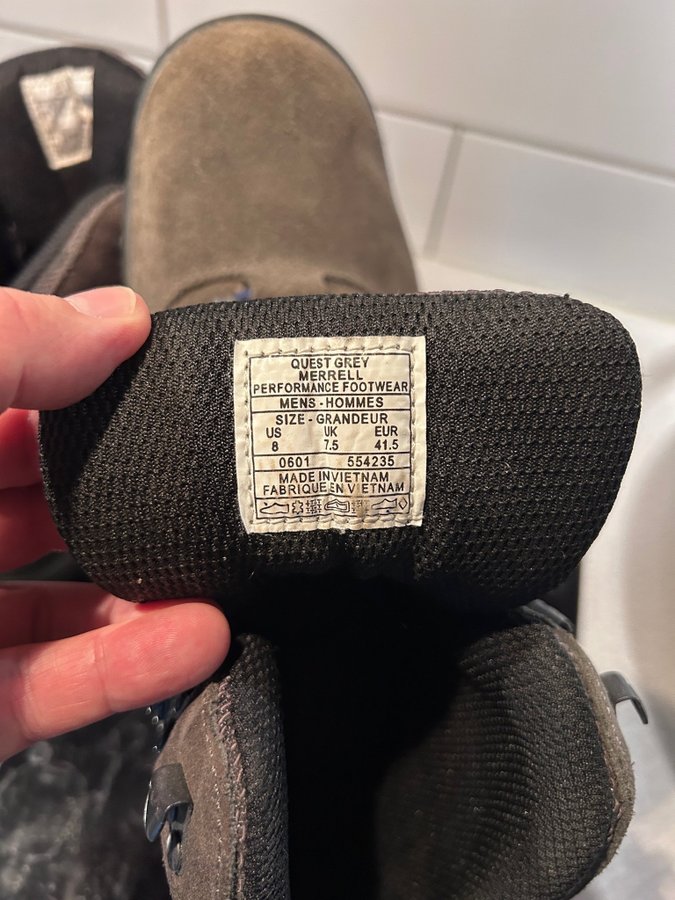 QUEST GREY
MERRELL
PERFORMANCE FOOTWEAR
MENS - HOMMES
SIZE - GRANDEUR
US UK EUR
8 7.5 41.5
0601 554235
MADE IN VIETNAM
FABRIQUE EN VIETNAM